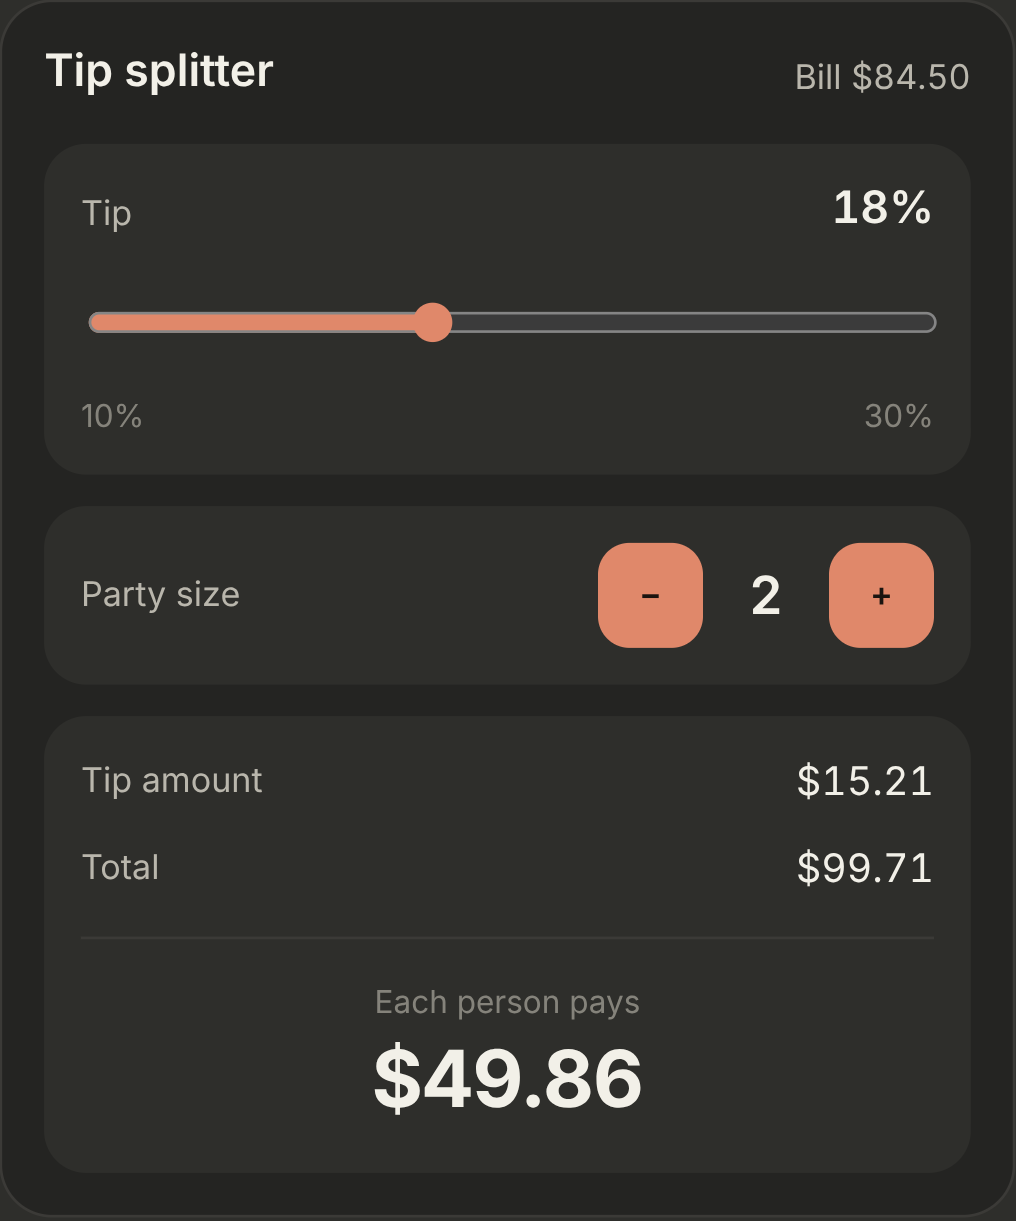 Tip splitter
Bill $84.50
Tip
18%
10%
30%
Party size
−
2
+
Tip amount
$15.21
Total
$99.71
Each person pays
$49.86